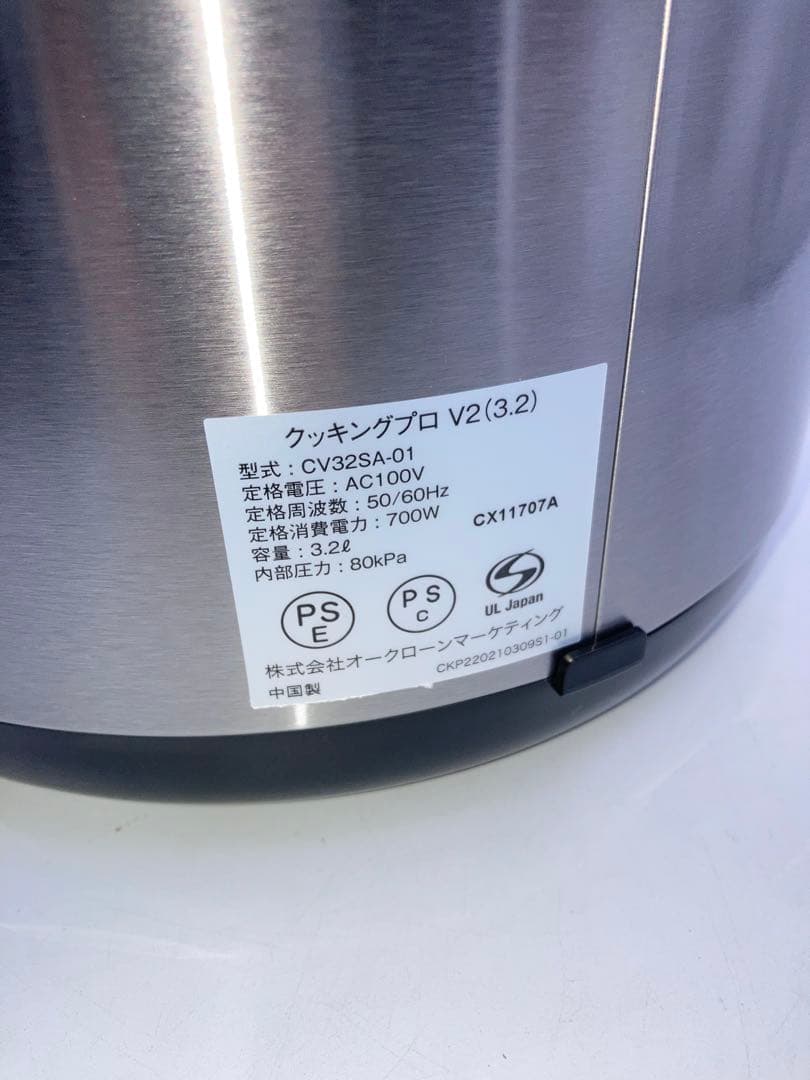 クッキングプロ V2(3.2)
型式：CV32SA-01
定格電圧：AC100V
定格周波数：50/60Hz
定格消費電力：700W
CX11707A
容量：3.2ℓ
内部圧力：80kPa
PS
E
PS
C
S
UL Japan
株式会社オークローンマーケティング
中国製
CKP220210309S1-01